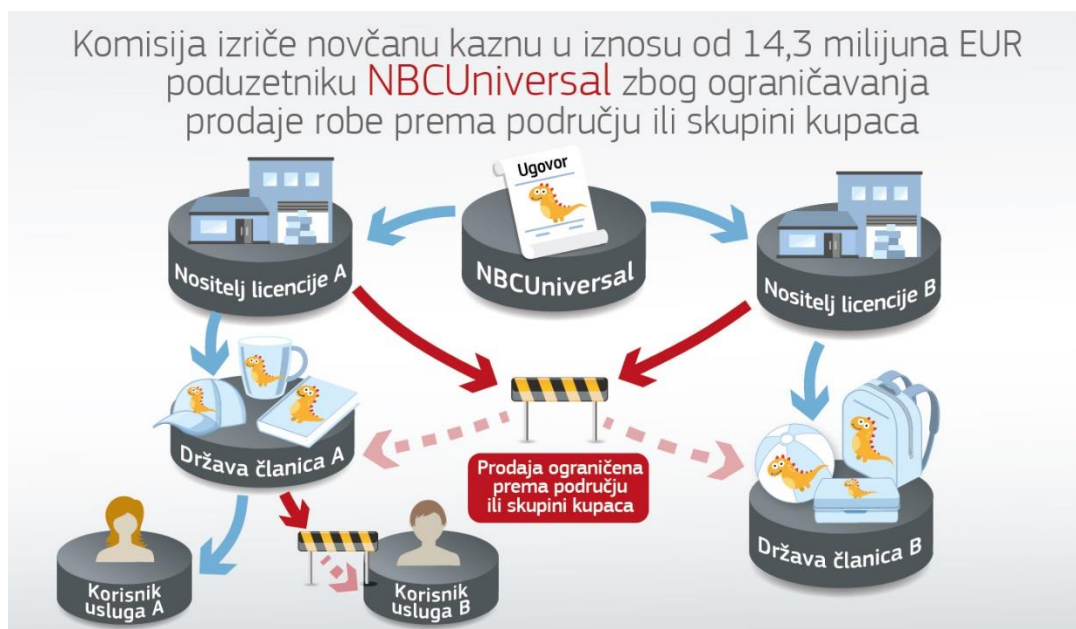 Komisija izriče novčanu kaznu u iznosu od 14,3 milijuna EUR
poduzetniku NBCUniversal zbog ograničavanja
prodaje robe prema području ili skupini kupaca
Ugovor
Nositelj licencije A
NBCUniversal
Nositelj licencije B
Država članica A
Prodaja ograničena
prema području
ili skupini kupaca
Država članica B
Korisnik
usluga A
Korisnik
usluga B